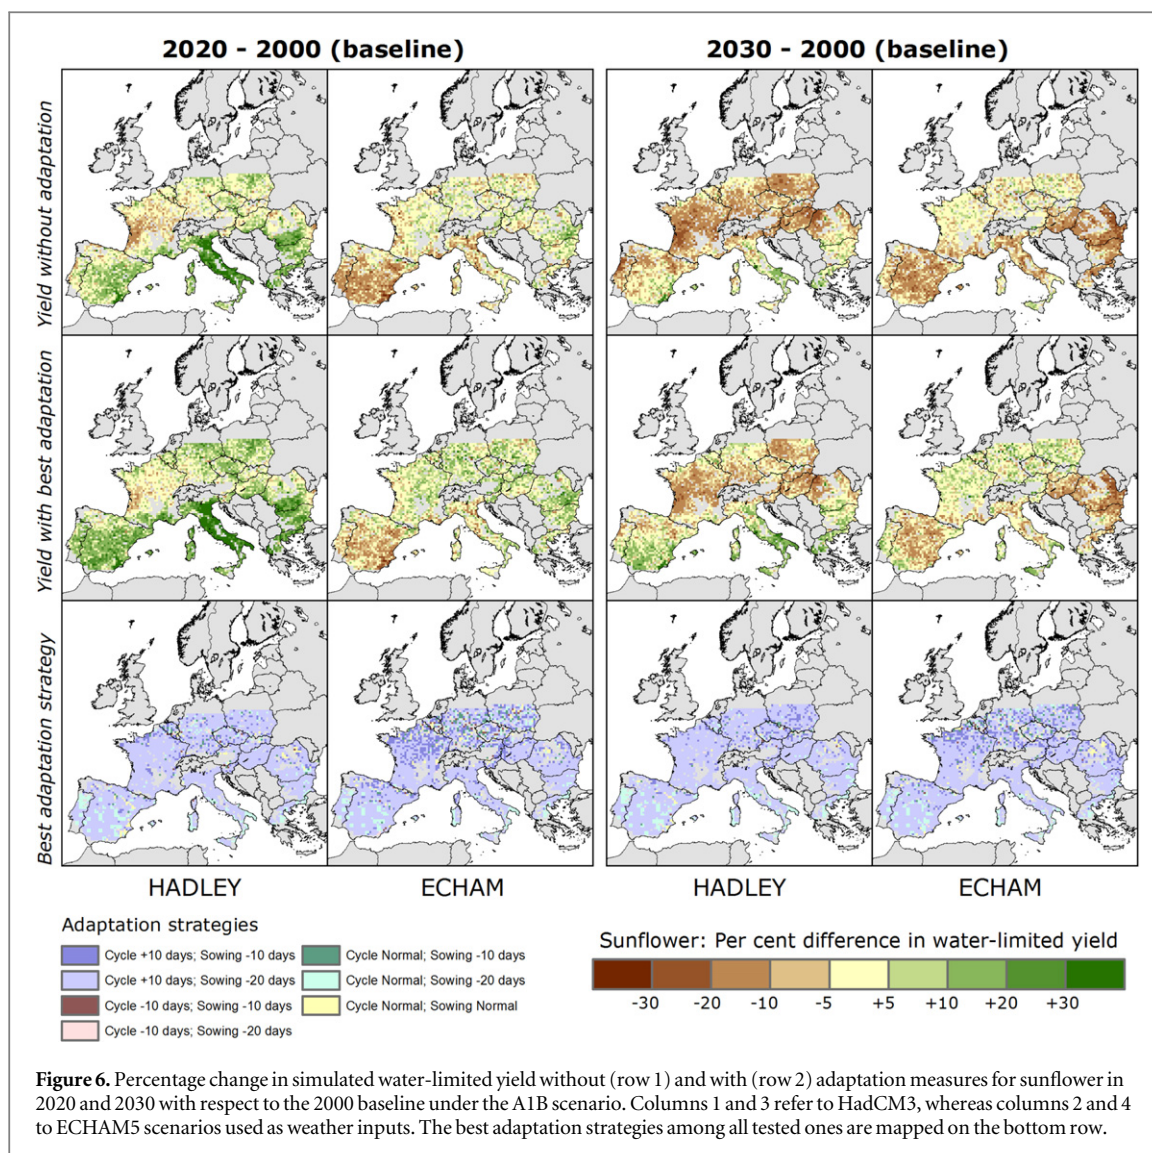 2020 - 2000 (baseline)
2030 - 2000 (baseline)
Yield without adaptation
Yield with best adaptation
Best adaptation strategy
HADLEY
ECHAM
HADLEY
ECHAM
Adaptation strategies
Cycle +10 days; Sowing -10 days
Cycle +10 days; Sowing -20 days
Cycle -10 days; Sowing -10 days
Cycle -10 days; Sowing -20 days
Cycle Normal; Sowing -10 days
Cycle Normal; Sowing -20 days
Cycle Normal; Sowing Normal
Sunflower: Per cent difference in water-limited yield
-30 -20 -10 -5 +5 +10 +20 +30
Figure 6. Percentage change in simulated water-limited yield without (row 1) and with (row 2) adaptation measures for sunflower in
2020 and 2030 with respect to the 2000 baseline under the A1B scenario. Columns 1 and 3 refer to HadCM3, whereas columns 2 and 4
to ECHAM5 scenarios used as weather inputs. The best adaptation strategies among all tested ones are mapped on the bottom row.